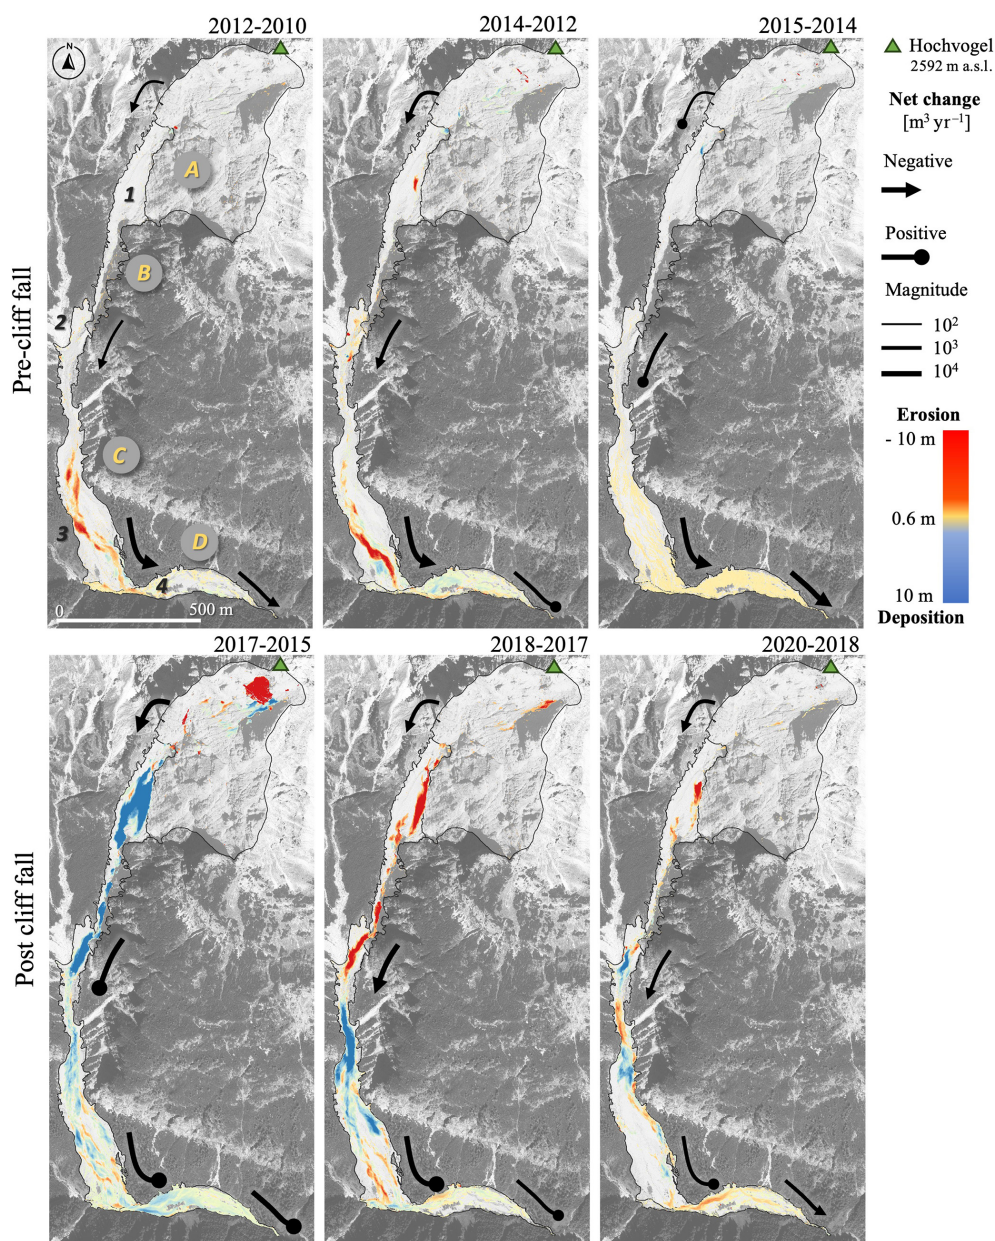 2012-2010
2014-2012
2015-2014
N
A
1
B
2
C
3
D
4
0
500 m
Pre-cliff fall
Hochvogel
2592 m a.s.l.
Net change
[m³ yr⁻¹]
Negative
Positive
Magnitude
10²
10³
10⁴
Erosion
- 10 m
0.6 m
10 m
Deposition
2017-2015
2018-2017
2020-2018
Post cliff fall